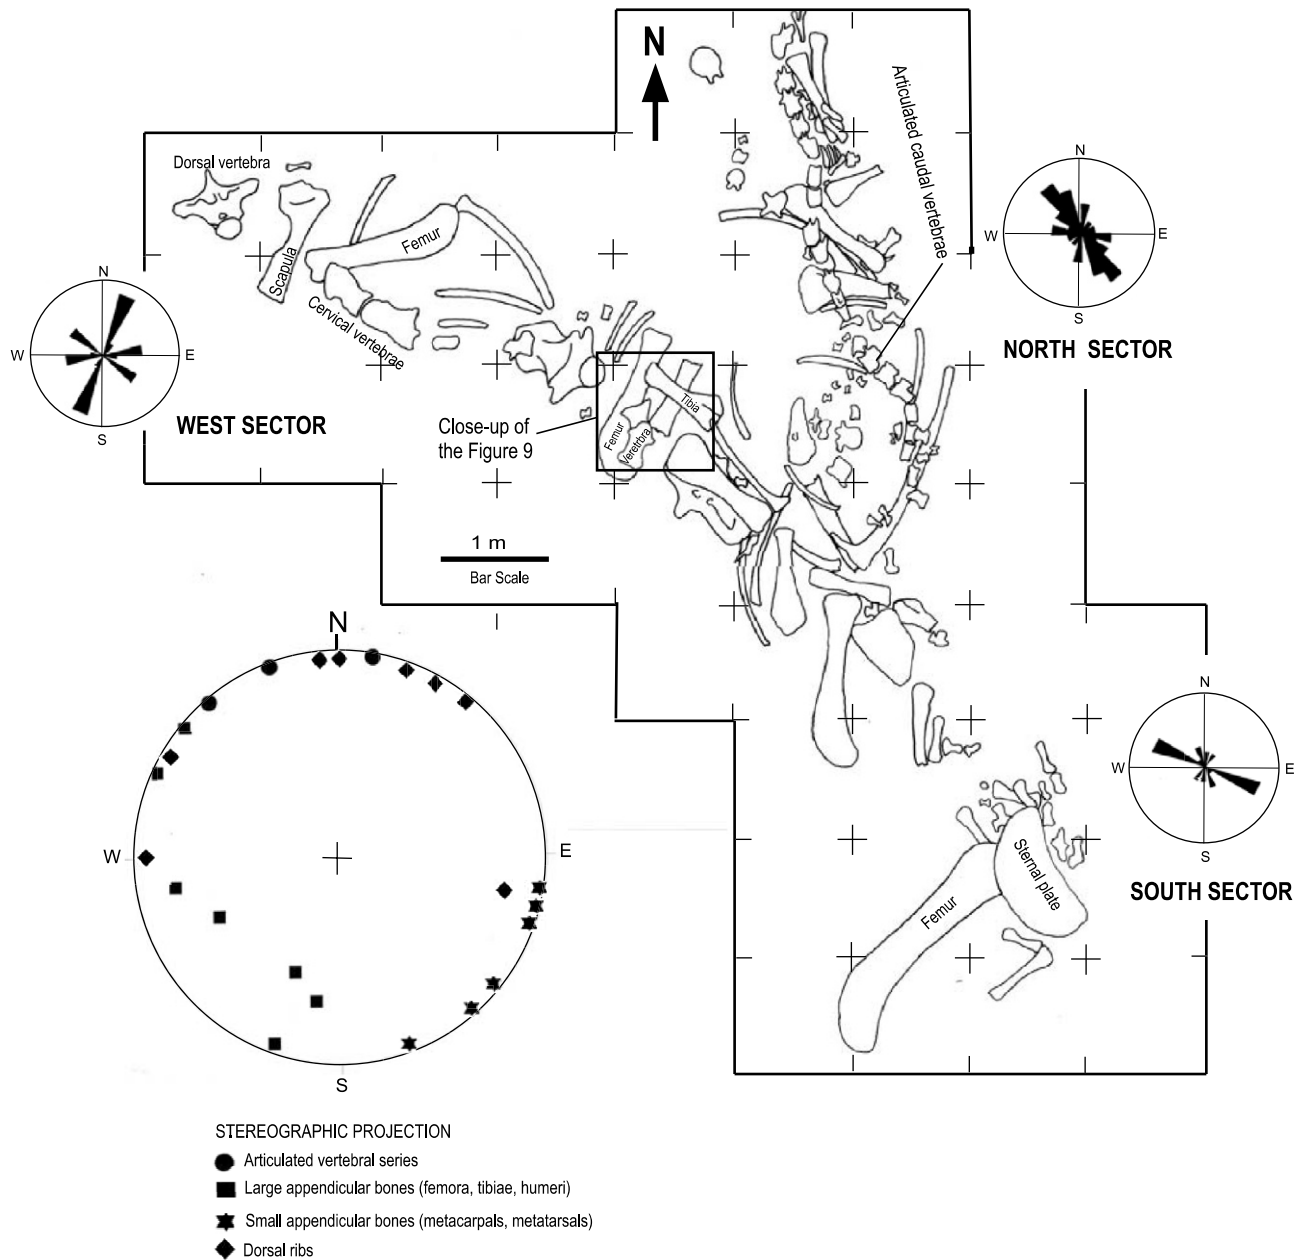 N
Articulated caudal vertebrae
Dorsal vertebra
Scapula
Femur
Cervical vertebrae
N
W
E
S
NORTH SECTOR
N
W
E
S
WEST SECTOR
Close-up of
the Figure 9
Femur
Veretrbra
Tibia
1 m
Bar Scale
N
W
E
S
N
W
E
S
SOUTH SECTOR
Sternal plate
Femur
STEREOGRAPHIC PROJECTION
Articulated vertebral series
Large appendicular bones (femora, tibiae, humeri)
Small appendicular bones (metacarpals, metatarsals)
Dorsal ribs